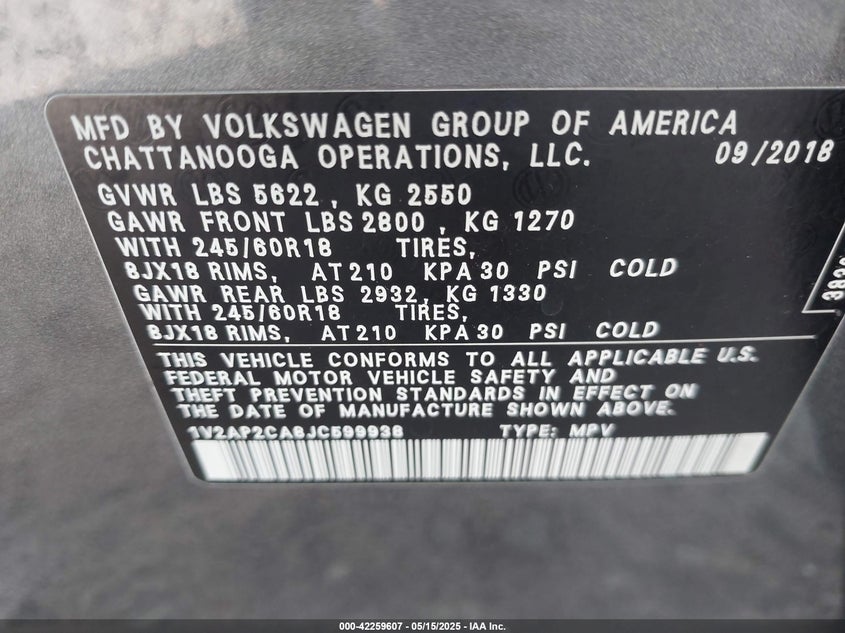 MFD BY VOLKSWAGEN GROUP OF AMERICA
CHATTANOOGA OPERATIONS, LLC. 09/2018
GVWR LBS 5622, KG 2550
GAWR FRONT LBS 2800, KG 1270
WITH 245/60R18 TIRES,
8JX18 RIMS, AT 210 KPA 30 PSI COLD
GAWR REAR LBS 2932, KG 1330
WITH 245/60R18 TIRES,
8JX18 RIMS, AT 210 KPA 30 PSI COLD
THIS VEHICLE CONFORMS TO ALL APPLICABLE U.S.
FEDERAL MOTOR VEHICLE SAFETY AND
THEFT PREVENTION STANDARDS IN EFFECT ON
THE DATE OF MANUFACTURE SHOWN ABOVE.
1V2AP2CA8JC599938 TYPE: MPV
000-42259607 - 05/15/2025 - IAA Inc.